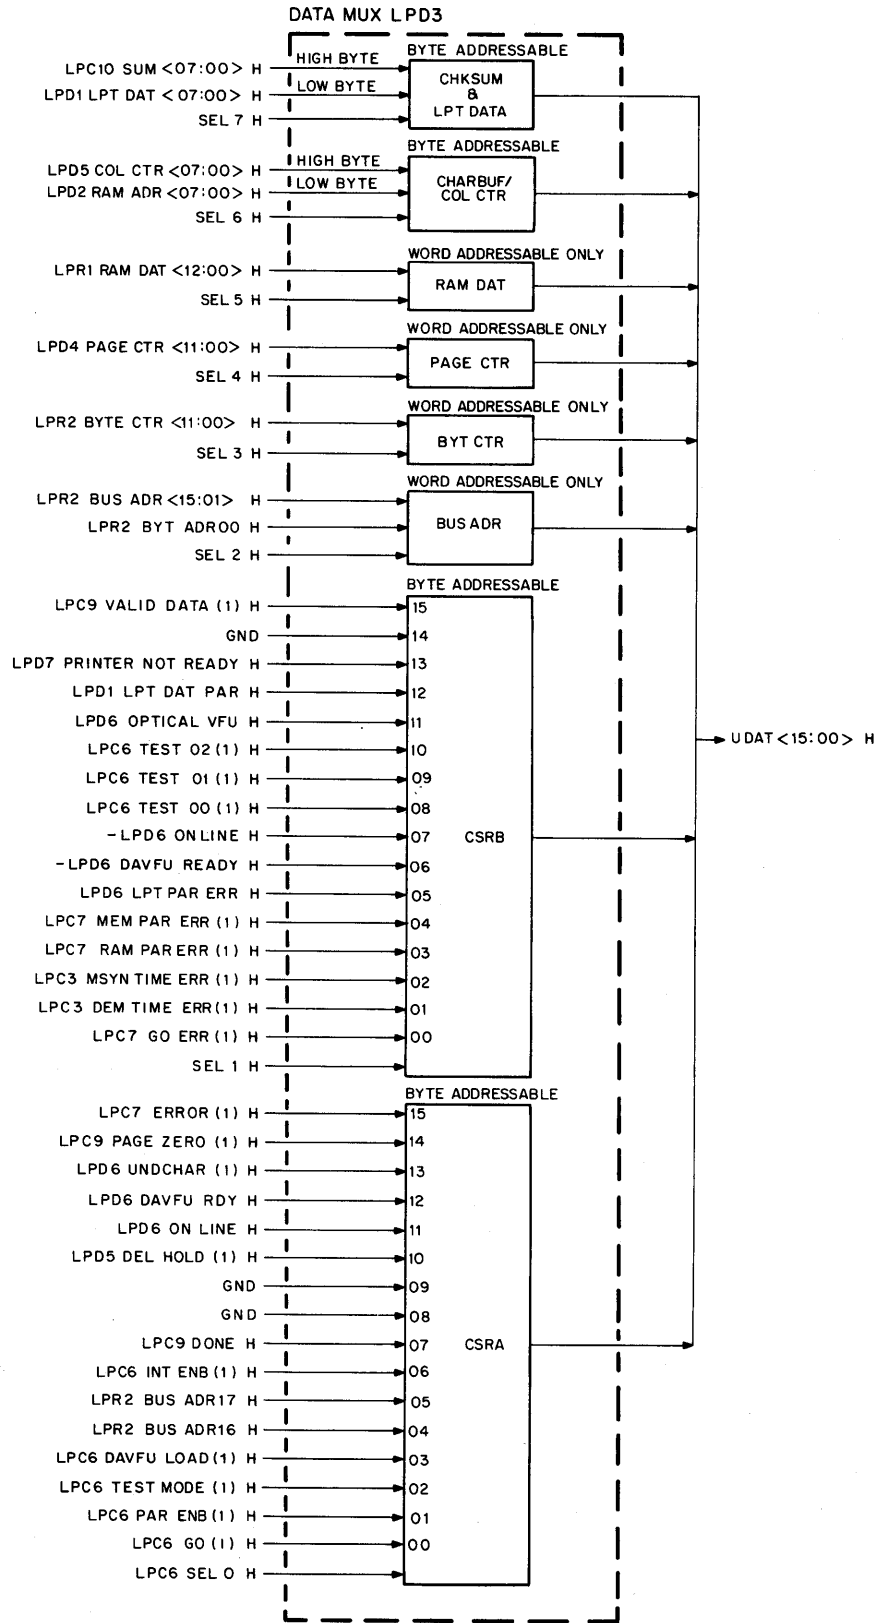 DATA MUX LPD3
BYTE ADDRESSABLE
LPC10 SUM <07:00> H HIGH BYTE
LPD1 LPT DAT <07:00> H LOW BYTE
SEL 7 H
CHKSUM
&
LPT DATA
BYTE ADDRESSABLE
LPD5 COL CTR <07:00> H HIGH BYTE
LPD2 RAM ADR <07:00> H LOW BYTE
SEL 6 H
CHARBUF/
COL CTR
WORD ADDRESSABLE ONLY
LPR1 RAM DAT <12:00> H
SEL 5 H
RAM DAT
WORD ADDRESSABLE ONLY
LPD4 PAGE CTR <11:00> H
SEL 4 H
PAGE CTR
WORD ADDRESSABLE ONLY
LPR2 BYTE CTR <11:00> H
SEL 3 H
BYT CTR
WORD ADDRESSABLE ONLY
LPR2 BUS ADR <15:01> H
LPR2 BYT ADR00 H
SEL 2 H
BUS ADR
BYTE ADDRESSABLE
LPC9 VALID DATA (1) H 15
GND 14
LPD7 PRINTER NOT READY H 13
LPD1 LPT DAT PAR H 12
LPD6 OPTICAL VFU H 11
LPC6 TEST 02 (1) H 10
LPC6 TEST 01 (1) H 09
LPC6 TEST 00 (1) H 08
-LPD6 ONLINE H 07
CSRB
-LPD6 DAVFU READY H 06
LPD6 LPT PAR ERR H 05
LPC7 MEM PAR ERR (1) H 04
LPC7 RAM PAR ERR (1) H 03
LPC3 MSYN TIME ERR (1) H 02
LPC3 DEM TIME ERR (1) H 01
LPC7 GO ERR (1) H 00
SEL 1 H
UDAT <15:00> H
BYTE ADDRESSABLE
LPC7 ERROR (1) H 15
LPC9 PAGE ZERO (1) H 14
LPD6 UNDCHAR (1) H 13
LPD6 DAVFU RDY H 12
LPD6 ON LINE H 11
LPD5 DEL HOLD (1) H 10
GND 09
GND 08
LPC9 DONE H 07
CSRA
LPC6 INT ENB (1) H 06
LPR2 BUS ADR17 H 05
LPR2 BUS ADR16 H 04
LPC6 DAVFU LOAD (1) H 03
LPC6 TEST MODE (1) H 02
LPC6 PAR ENB (1) H 01
LPC6 GO (1) H 00
LPC6 SEL 0 H